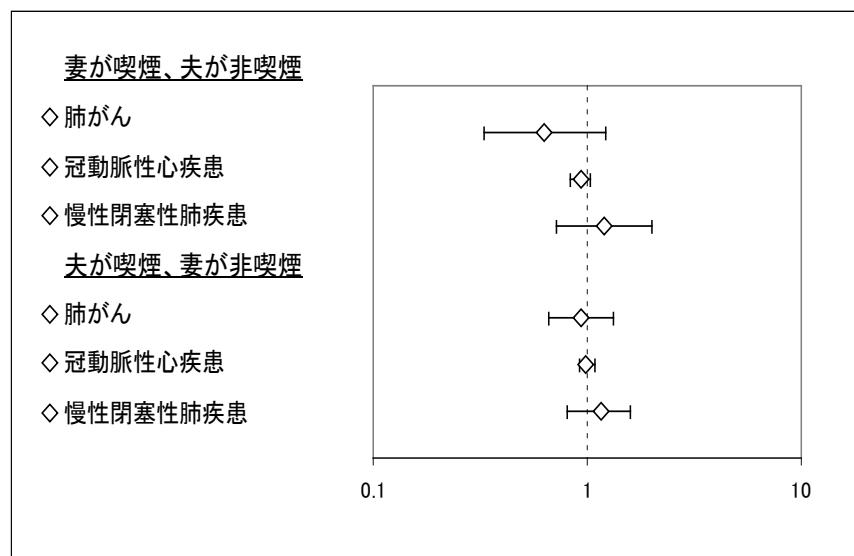 妻が喫煙、夫が非喫煙
肺がん
冠動脈性心疾患
慢性閉塞性肺疾患
夫が喫煙、妻が非喫煙
肺がん
冠動脈性心疾患
慢性閉塞性肺疾患
0.1 1 10